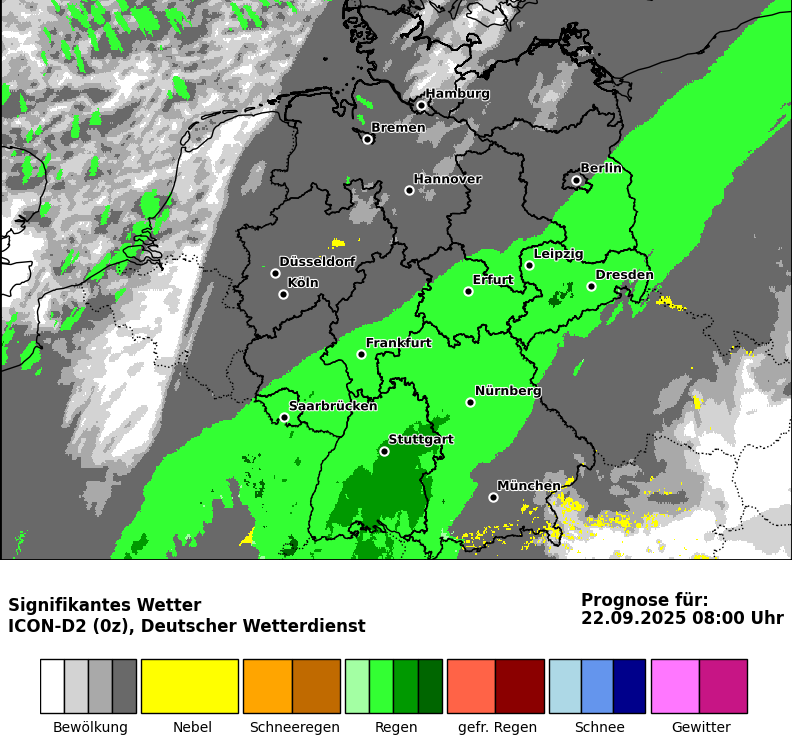 Hamburg
Bremen
Berlin
Hannover
Leipzig
Düsseldorf
Dresden
Köln
Erfurt
Frankfurt
Nürnberg
Saarbrücken
Stuttgart
München
Signifikantes Wetter
ICON-D2 (0z), Deutscher Wetterdienst
Prognose für:
22.09.2025 08:00 Uhr
Bewölkung Nebel Schneeregen Regen gefr. Regen Schnee Gewitter